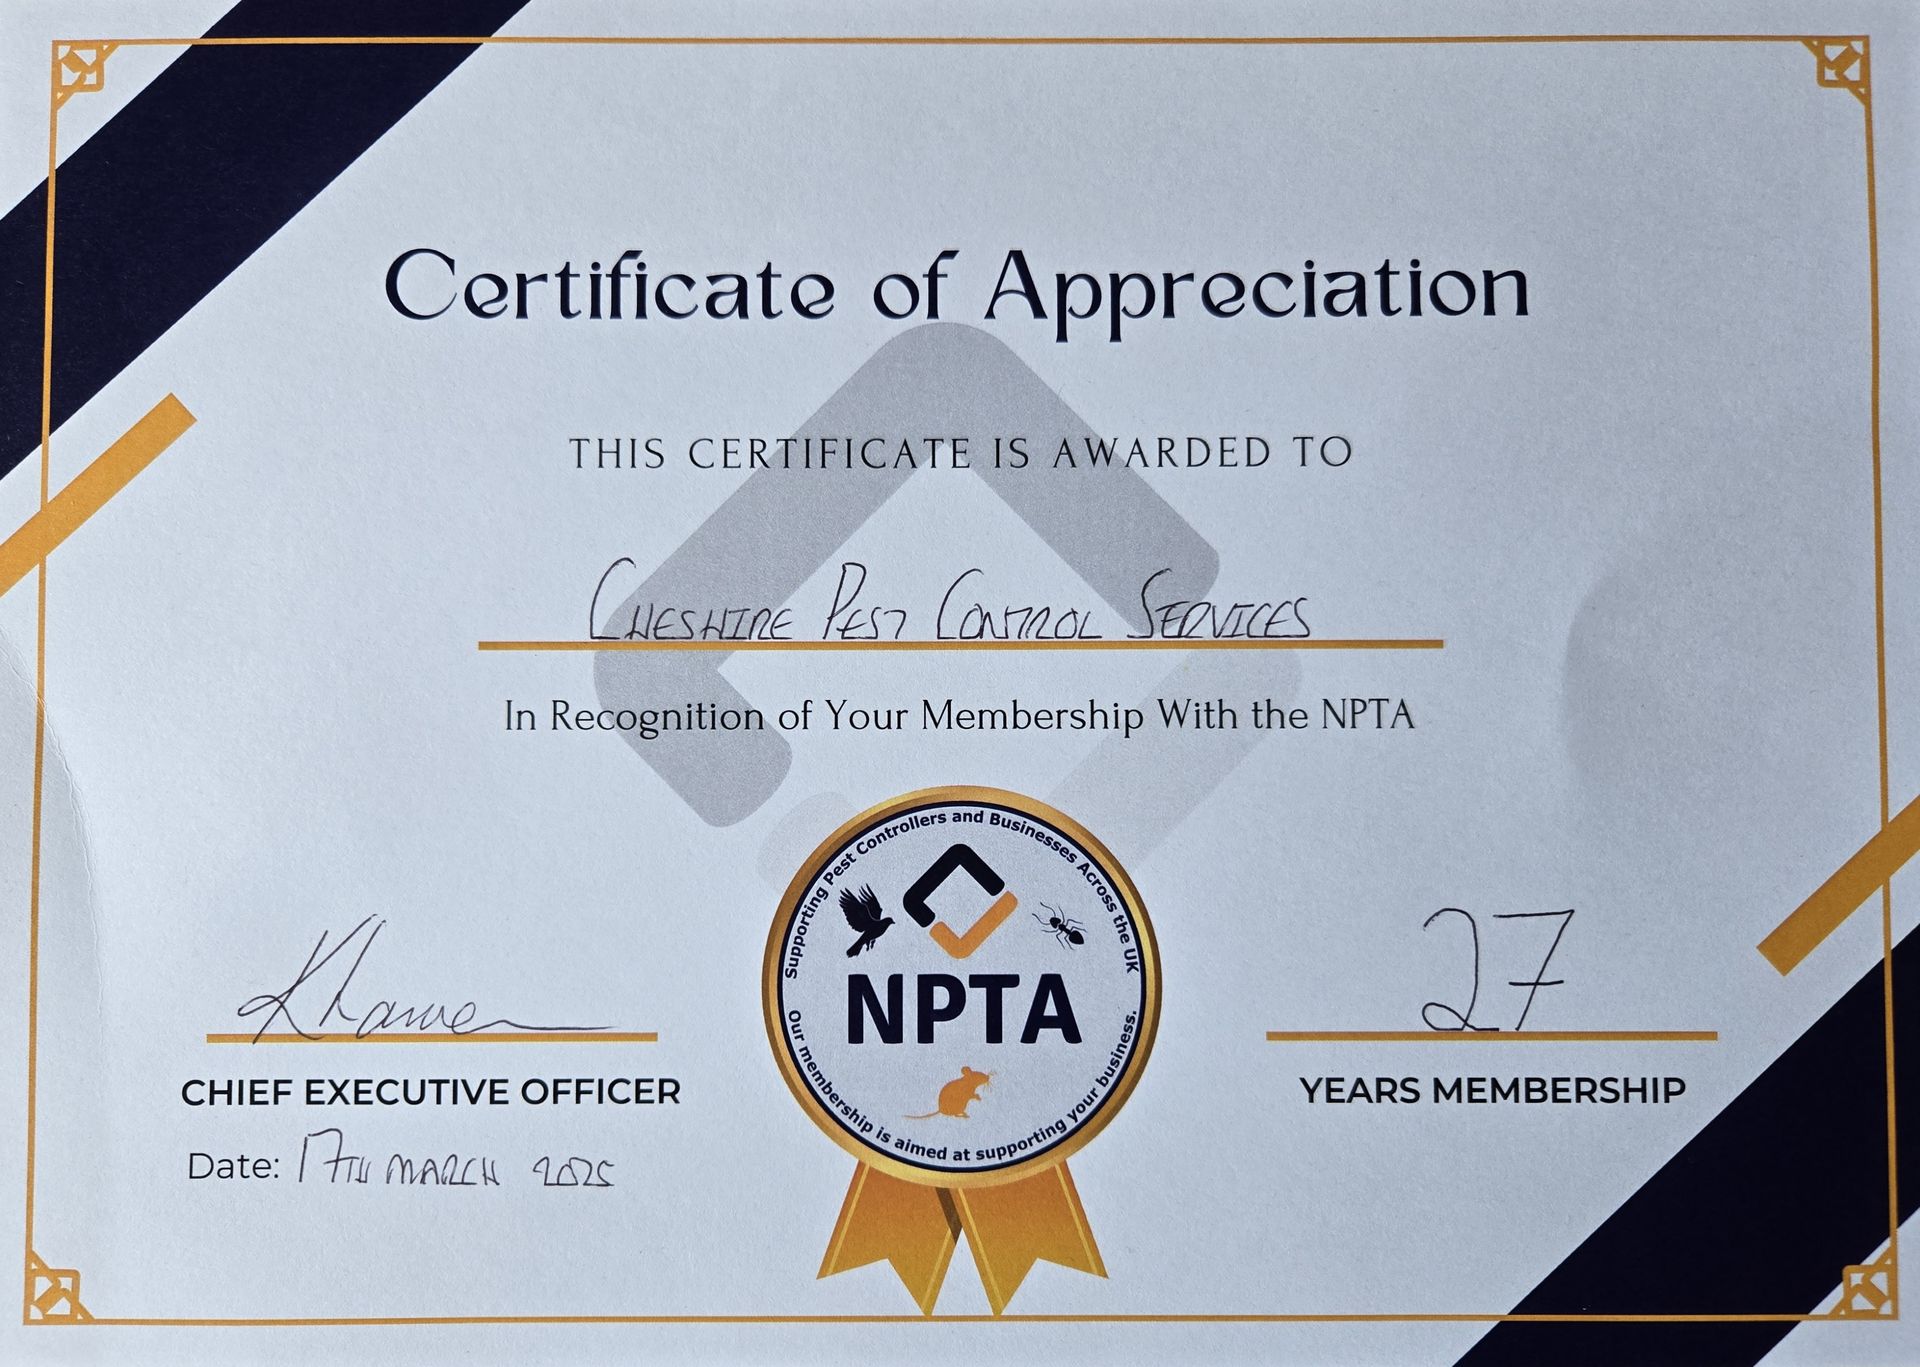 Certificate of Appreciation
THIS CERTIFICATE IS AWARDED TO
CHESHIRE PEST CONTROL SERVICES
In Recognition of Your Membership With the NPTA
Supporting Pest Controllers and Businesses Across the UK
NPTA
Our membership is aimed at supporting your business.
CHIEF EXECUTIVE OFFICER
Date: 17TH MARCH 2025
27
YEARS MEMBERSHIP